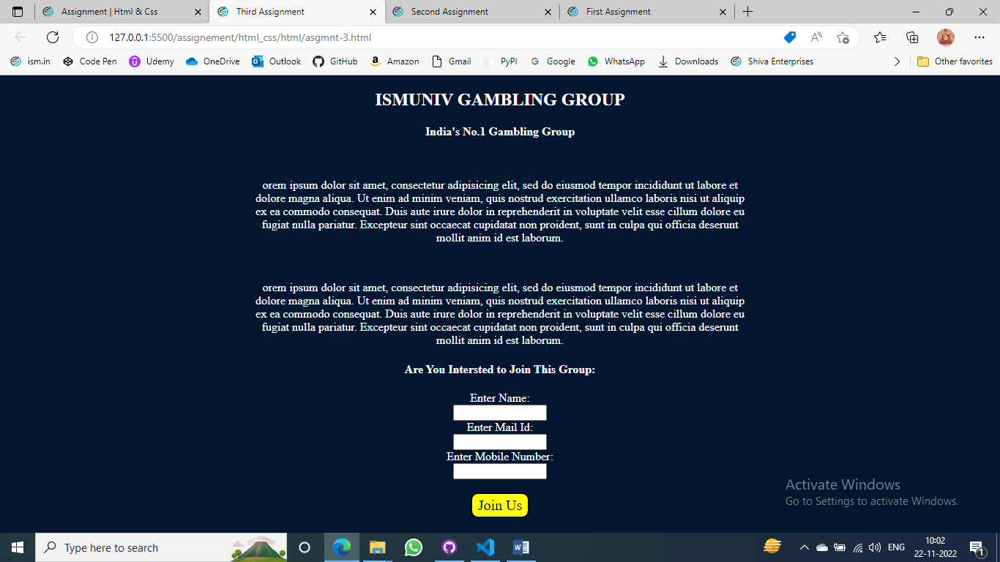 Assignment | Html & Css
Third Assignment
Second Assignment
First Assignment
127.0.0.1:5500/assignement/html_css/html/asgmnt-3.html
ism.in
Code Pen
Udemy
OneDrive
Outlook
GitHub
Amazon
Gmail
PyPI
Google
WhatsApp
Downloads
Shiva Enterprises
Other favorites
ISMUNIV GAMBLING GROUP
India's No.1 Gambling Group
orem ipsum dolor sit amet, consectetur adipisicing elit, sed do eiusmod tempor incididunt ut labore et
dolore magna aliqua. Ut enim ad minim veniam, quis nostrud exercitation ullamco laboris nisi ut aliquip
ex ea commodo consequat. Duis aute irure dolor in reprehenderit in voluptate velit esse cillum dolore eu
fugiat nulla pariatur. Excepteur sint occaecat cupidatat non proident, sunt in culpa qui officia deserunt
mollit anim id est laborum.
orem ipsum dolor sit amet, consectetur adipisicing elit, sed do eiusmod tempor incididunt ut labore et
dolore magna aliqua. Ut enim ad minim veniam, quis nostrud exercitation ullamco laboris nisi ut aliquip
ex ea commodo consequat. Duis aute irure dolor in reprehenderit in voluptate velit esse cillum dolore eu
fugiat nulla pariatur. Excepteur sint occaecat cupidatat non proident, sunt in culpa qui officia deserunt
mollit anim id est laborum.
Are You Intersted to Join This Group:
Enter Name:
Enter Mail Id:
Enter Mobile Number:
Join Us
Activate Windows
Go to Settings to activate Windows.
Type here to search
ENG
10:02
22-11-2022
1